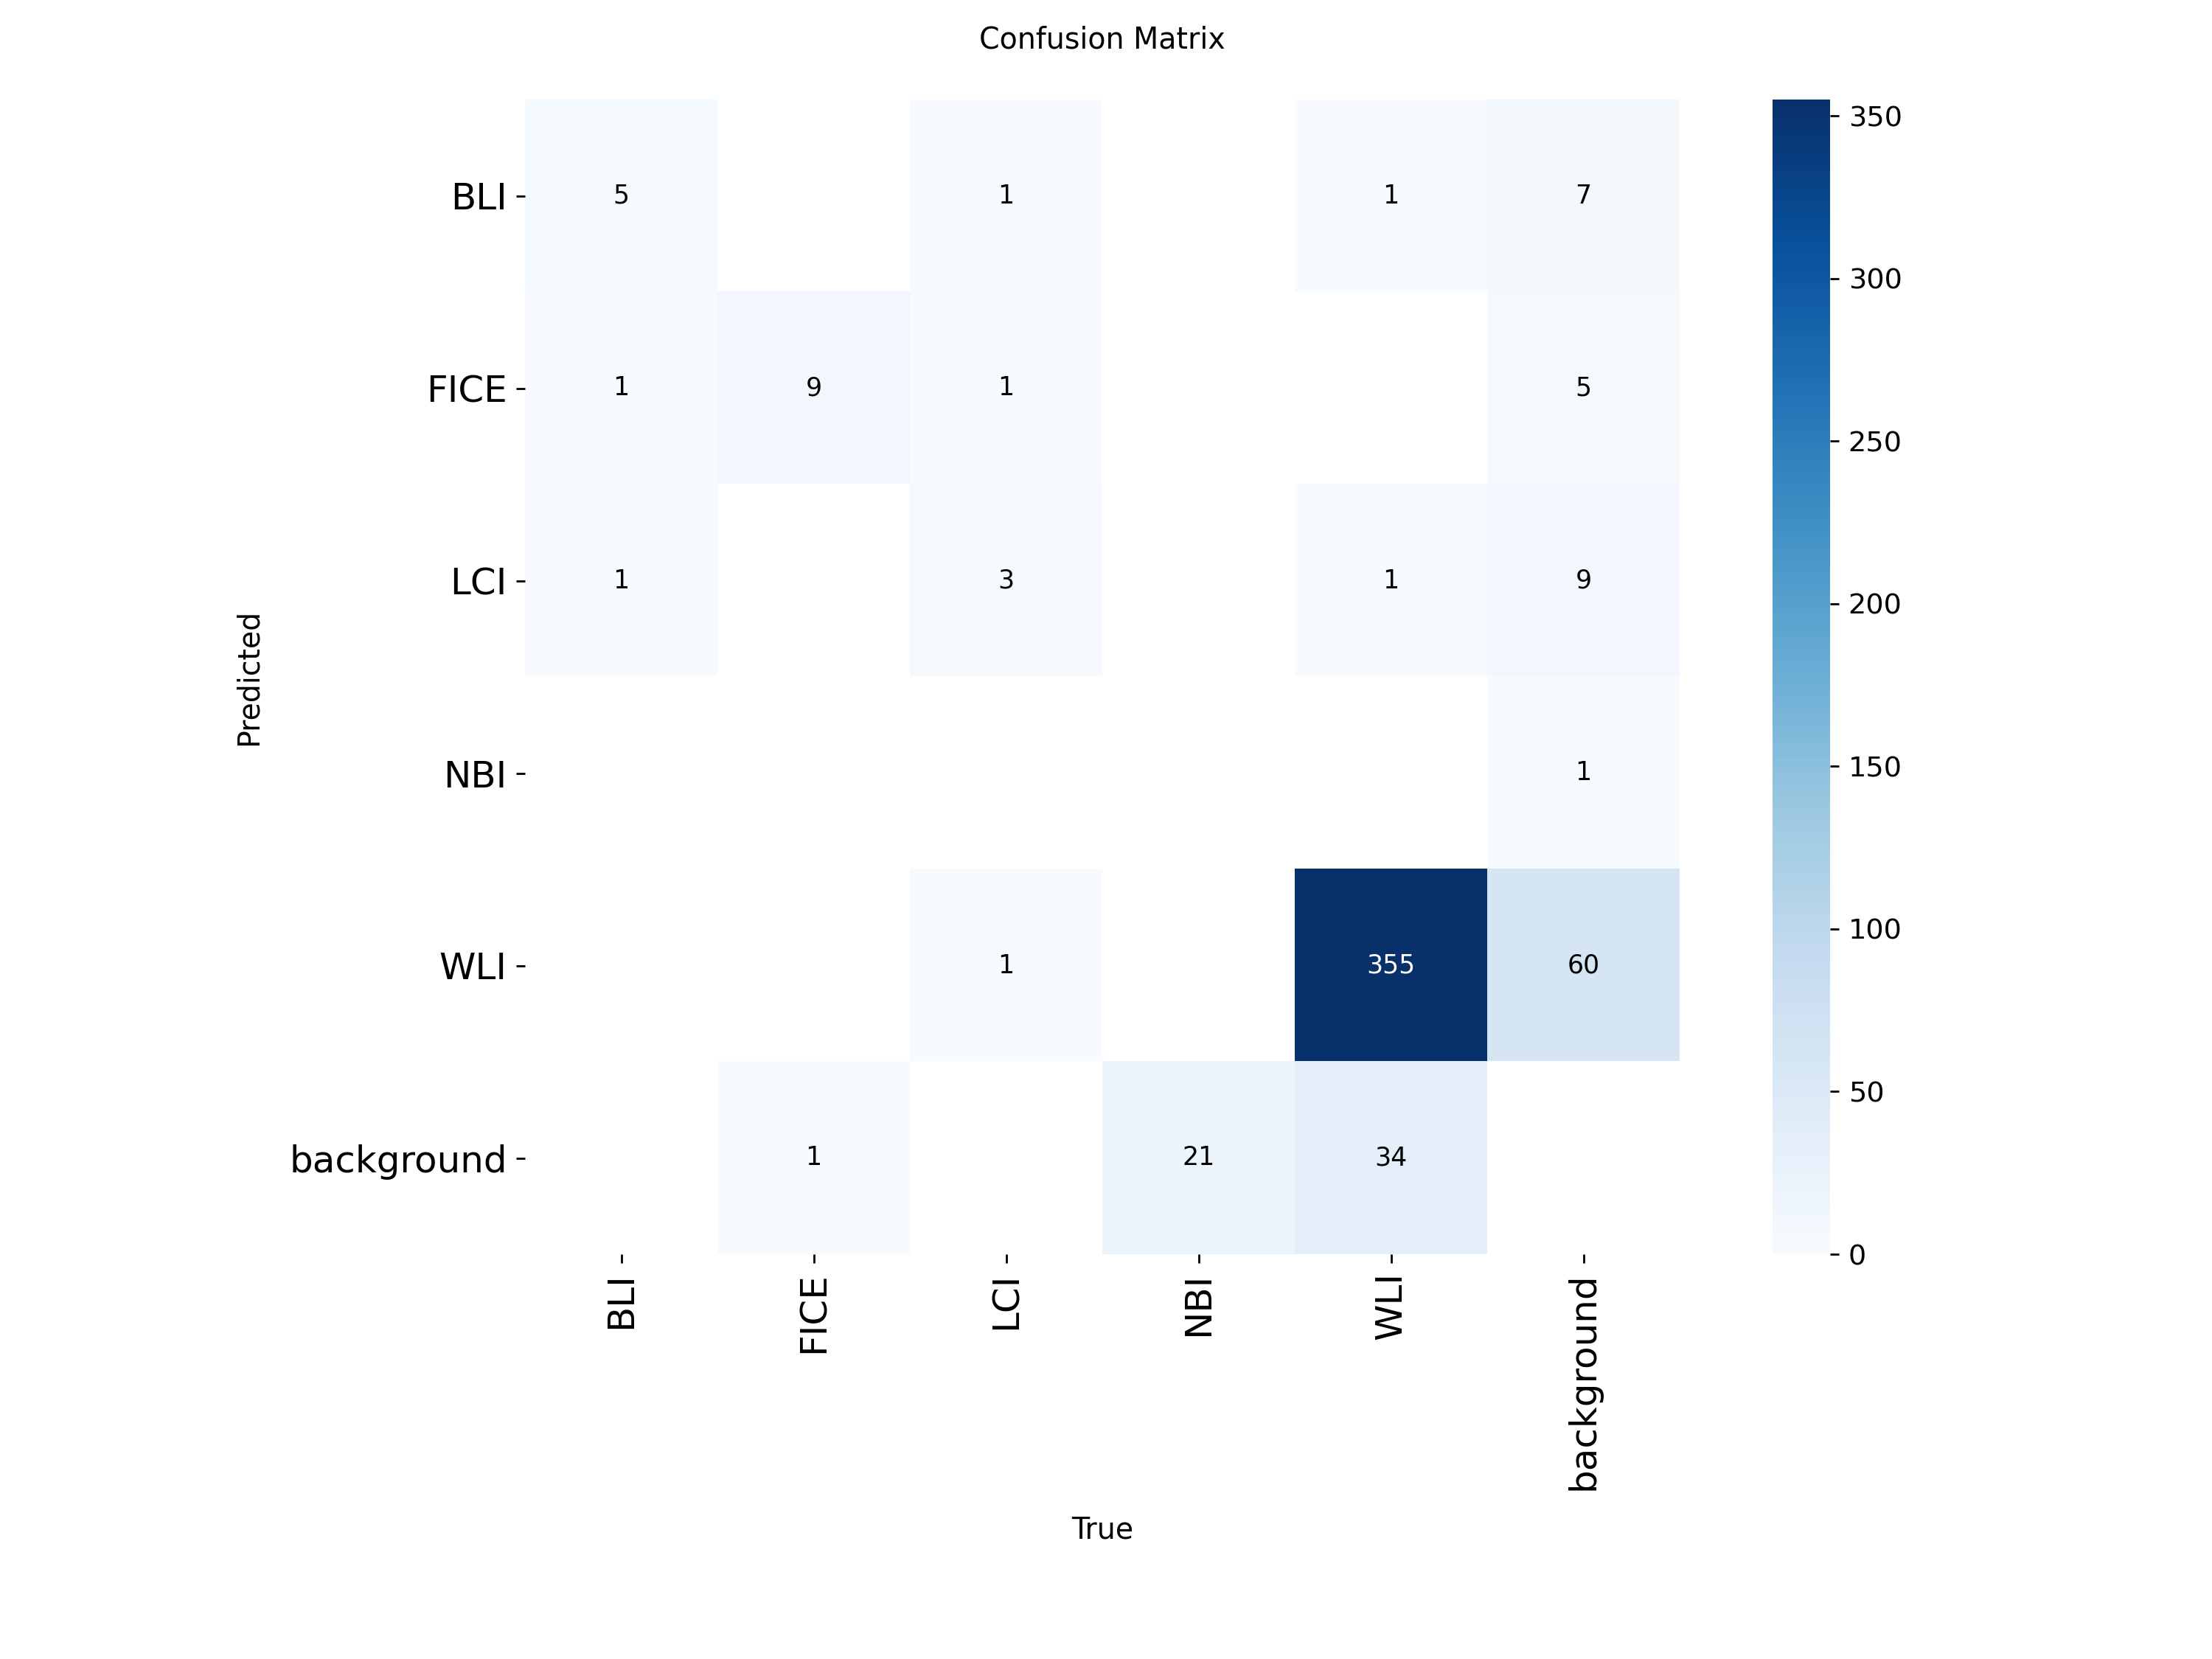 Confusion Matrix
BLI 5 1 1 7
FICE 1 9 1 5
LCI 1 3 1 9
NBI 1
WLI 1 355 60
background 1 21 34
BLI FICE LCI NBI WLI background
Predicted
True
350
300
250
200
150
100
50
0